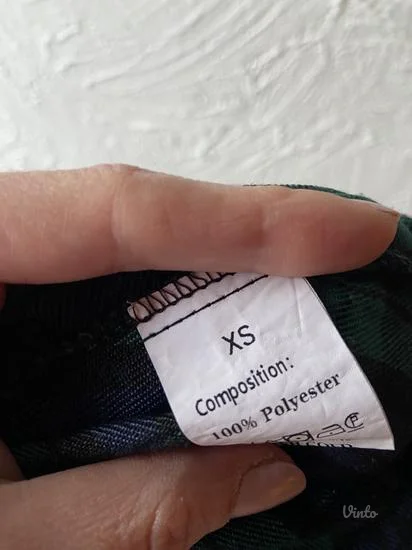 XS
Composition:
100% Polyester
Vinto